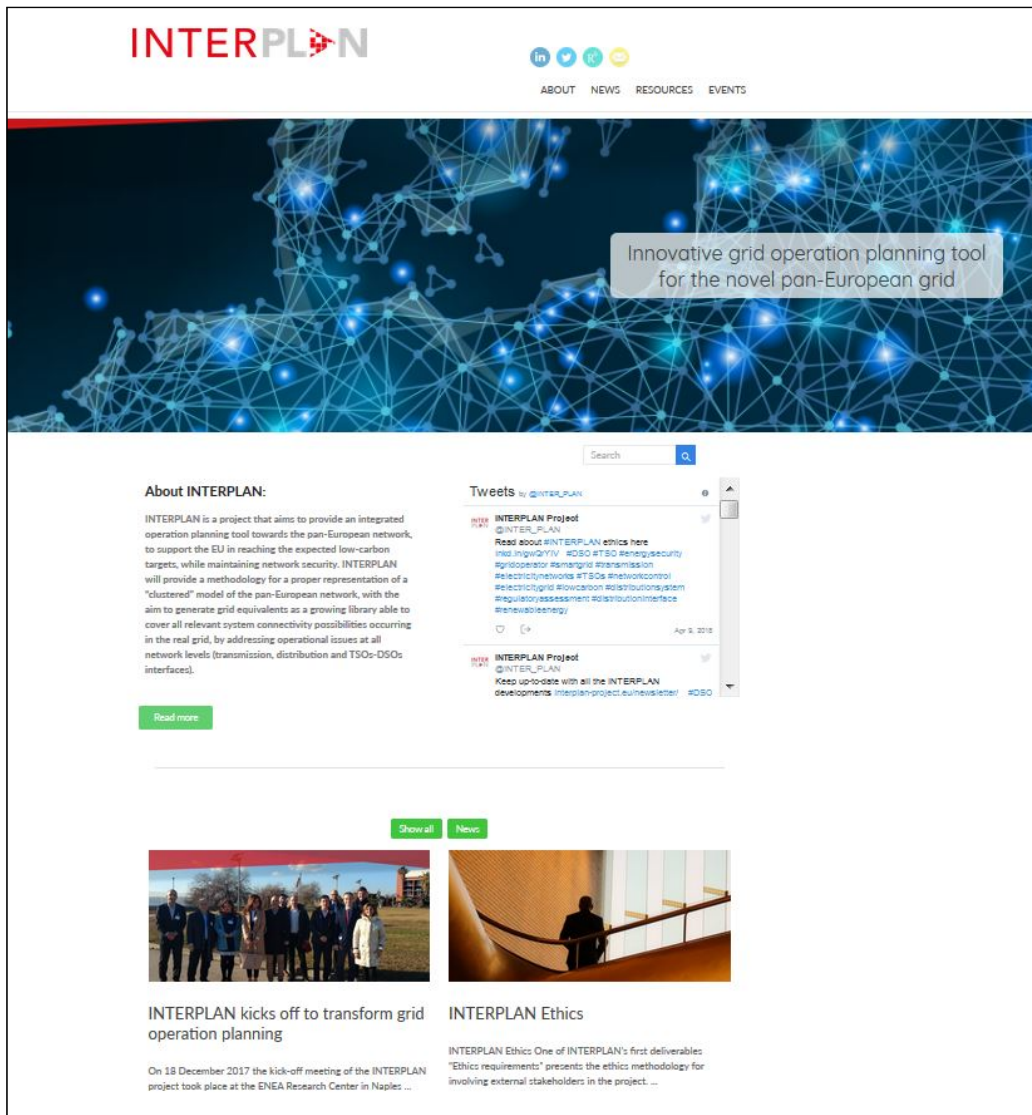 INTERPLAN
in
ABOUT NEWS RESOURCES EVENTS
Innovative grid operation planning tool
for the novel pan-European grid
Search
About INTERPLAN:
INTERPLAN is a project that aims to provide an integrated
operation planning tool towards the pan-European network,
to support the EU in reaching the expected low-carbon
targets, while maintaining network security. INTERPLAN
will provide a methodology for a proper representation of a
"clustered" model of the pan-European network, with the
aim to generate grid equivalents as a growing library able to
cover all relevant system connectivity possibilities occurring
in the real grid, by addressing operational issues at all
network levels (transmission, distribution and TSOs-DSOs
interfaces).
Read more
Tweets by @INTER_PLAN
INTERPLAN Project
@INTER_PLAN
Read about #INTERPLAN ethics here
#DSO #TSO #energysecurity
#gridoperator #smartgrid #transmission
#electricitynetworks #TSOs #networkcontrol
#electricitygrid #lowcarbon #distributionsystem
#regulatoryassessment #distributioninterface
#renewableenergy
Apr 9, 2018
INTERPLAN Project
@INTER_PLAN
Keep up-to-date with all the INTERPLAN
developments interplan-project.eu/newsletter/ #DSO
Show all News
INTERPLAN kicks off to transform grid
operation planning
On 18 December 2017 the kick-off meeting of the INTERPLAN
project took place at the ENEA Research Center in Naples ...
INTERPLAN Ethics
INTERPLAN Ethics One of INTERPLAN's first deliverables
"Ethics requirements" presents the ethics methodology for
involving external stakeholders in the project. ...